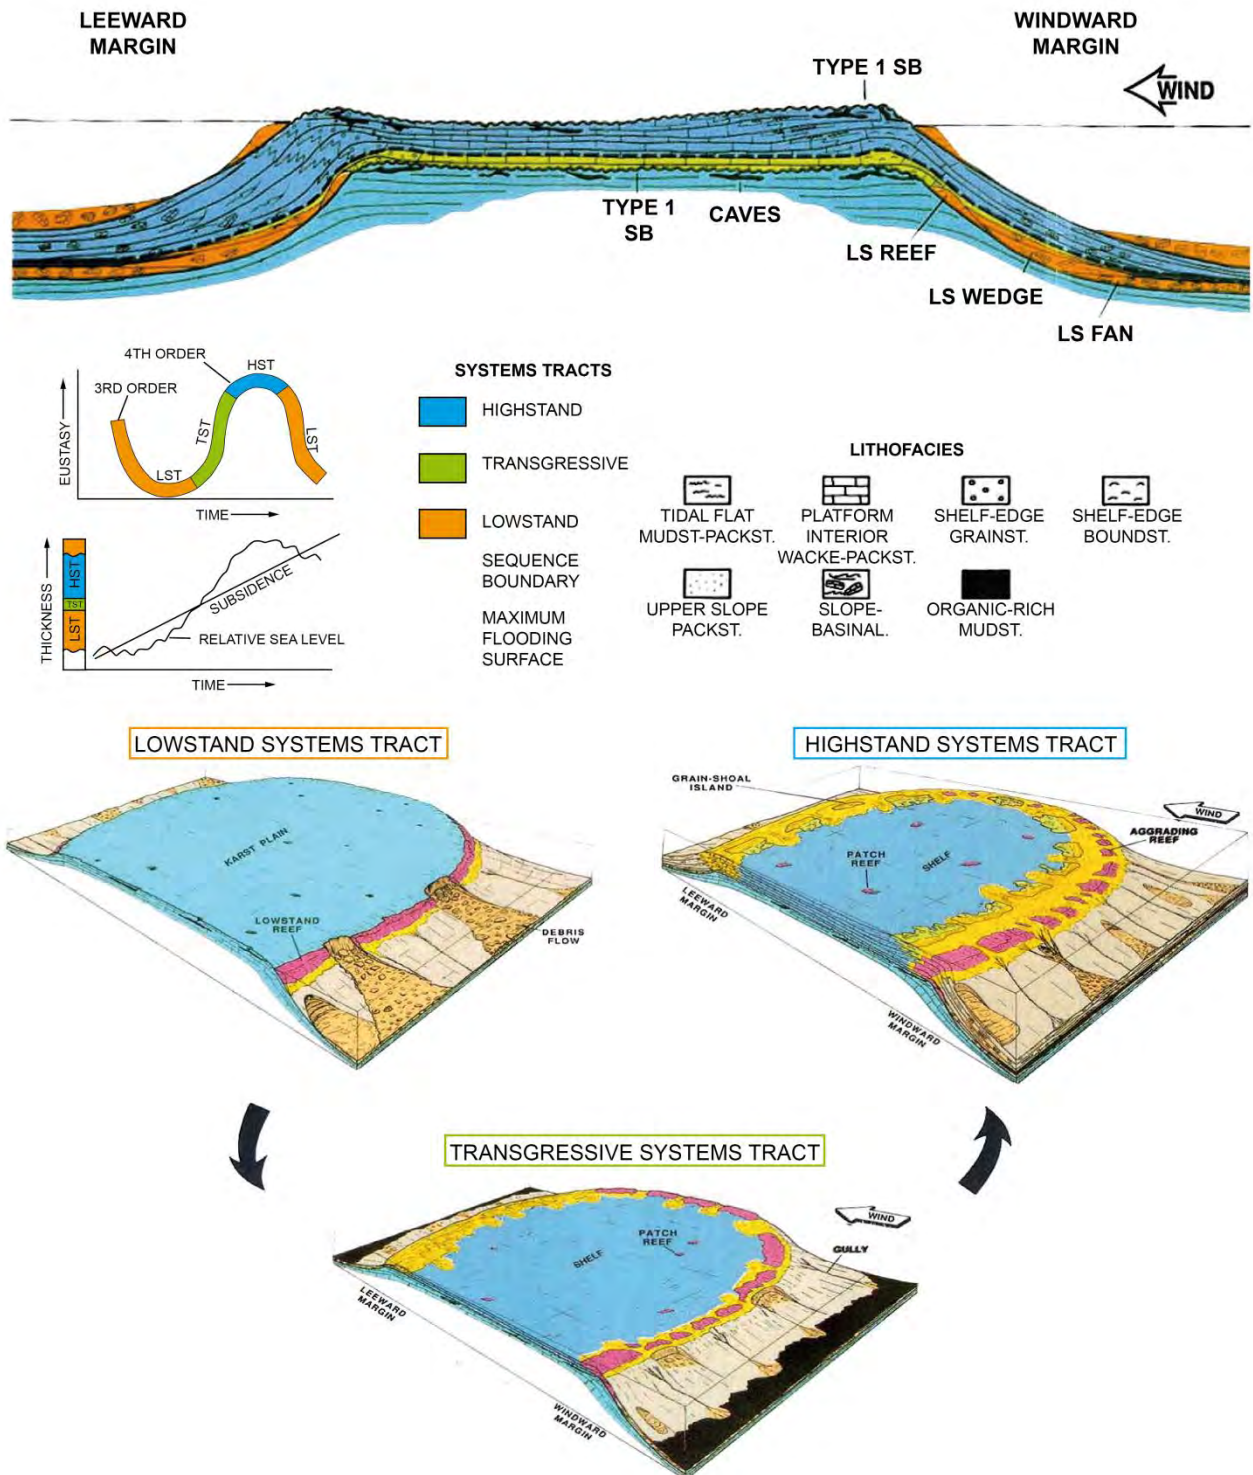 LEEWARD
MARGIN
WINDWARD
MARGIN
TYPE 1 SB
WIND
TYPE 1
SB
CAVES
LS REEF
LS WEDGE
LS FAN
4TH ORDER
HST
3RD ORDER
TST
LST
LST
EUSTASY
TIME
THICKNESS
HST
TST
LST
SUBSIDENCE
RELATIVE SEA LEVEL
TIME
SYSTEMS TRACTS
HIGHSTAND
TRANSGRESSIVE
LOWSTAND
SEQUENCE
BOUNDARY
MAXIMUM
FLOODING
SURFACE
LITHOFACIES
TIDAL FLAT
MUDST-PACKST.
PLATFORM
INTERIOR
WACKE-PACKST.
SHELF-EDGE
GRAINST.
SHELF-EDGE
BOUNDST.
UPPER SLOPE
PACKST.
SLOPE-
BASINAL.
ORGANIC-RICH
MUDST.
LOWSTAND SYSTEMS TRACT
KARST PLAIN
LOWSTAND
REEF
DEBRIS
FLOW
HIGHSTAND SYSTEMS TRACT
GRAIN-SHOAL
ISLAND
WIND
AGGRADING
REEF
PATCH
REEF
SHELF
LEEWARD
MARGIN
WINDWARD
MARGIN
TRANSGRESSIVE SYSTEMS TRACT
WIND
PATCH
REEF
SHELF
GULLY
LEEWARD
MARGIN
WINDWARD
MARGIN